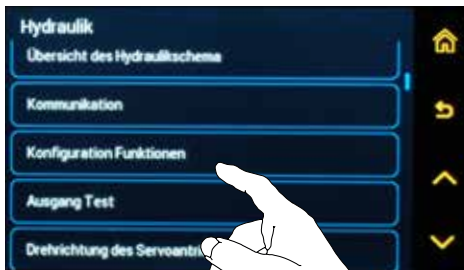 Hydraulik
Übersicht des Hydraulikschema
Kommunikation
Konfiguration Funktionen
Ausgang Test
Drehrichtung des